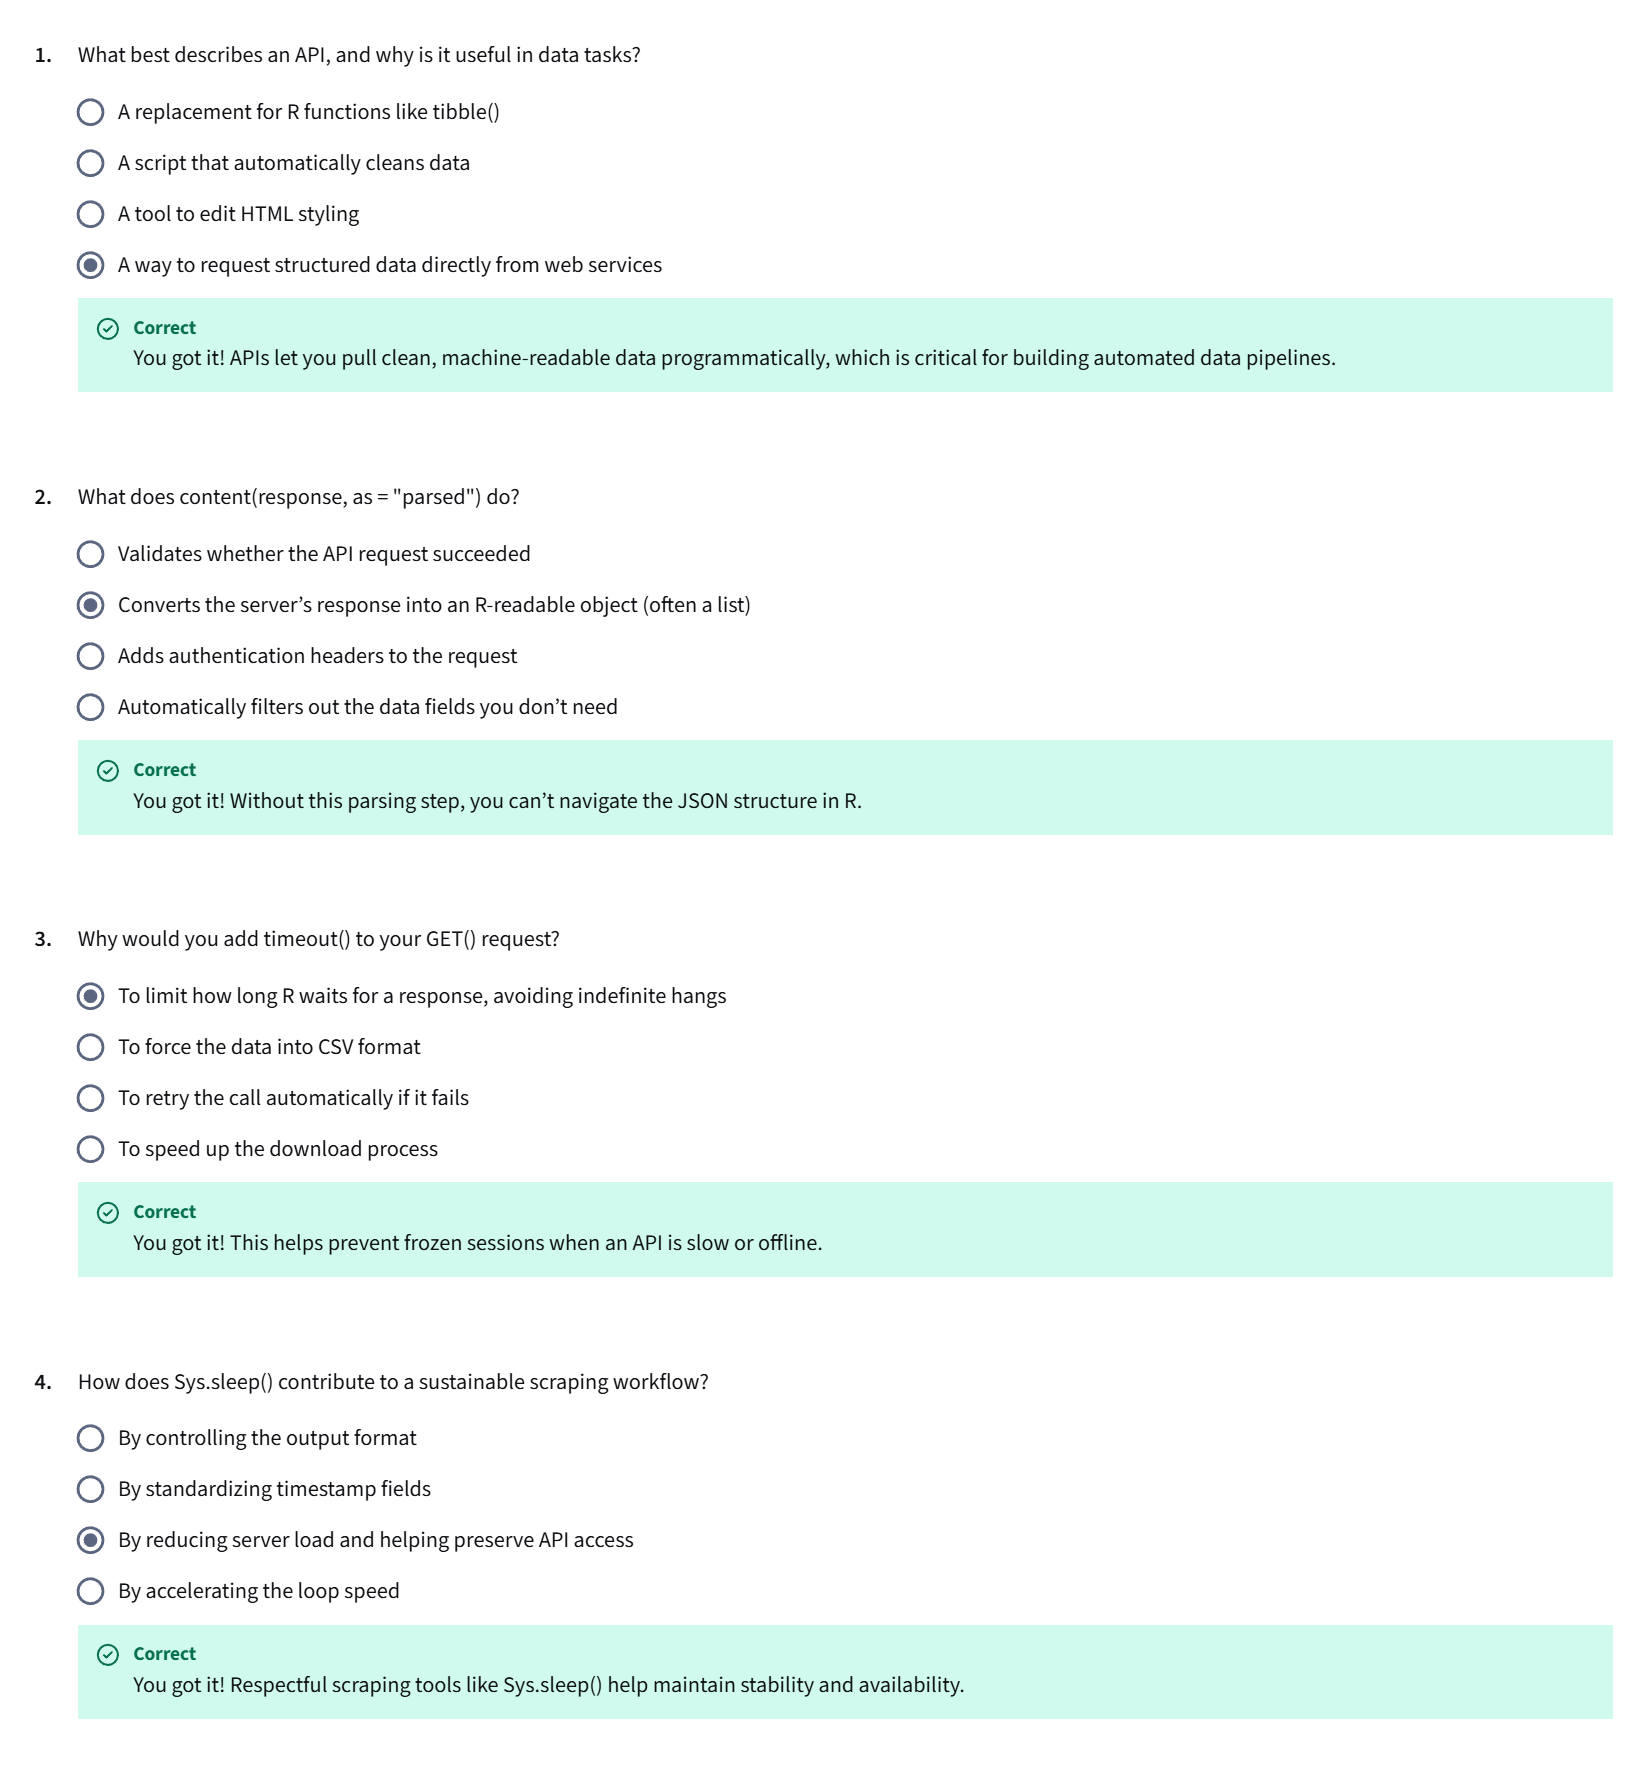 1. What best describes an API, and why is it useful in data tasks?
A replacement for R functions like tibble()
A script that automatically cleans data
A tool to edit HTML styling
A way to request structured data directly from web services
Correct
You got it! APIs let you pull clean, machine-readable data programmatically, which is critical for building automated data pipelines.
2. What does content(response, as = "parsed") do?
Validates whether the API request succeeded
Converts the server’s response into an R-readable object (often a list)
Adds authentication headers to the request
Automatically filters out the data fields you don’t need
Correct
You got it! Without this parsing step, you can’t navigate the JSON structure in R.
3. Why would you add timeout() to your GET() request?
To limit how long R waits for a response, avoiding indefinite hangs
To force the data into CSV format
To retry the call automatically if it fails
To speed up the download process
Correct
You got it! This helps prevent frozen sessions when an API is slow or offline.
4. How does Sys.sleep() contribute to a sustainable scraping workflow?
By controlling the output format
By standardizing timestamp fields
By reducing server load and helping preserve API access
By accelerating the loop speed
Correct
You got it! Respectful scraping tools like Sys.sleep() help maintain stability and availability.